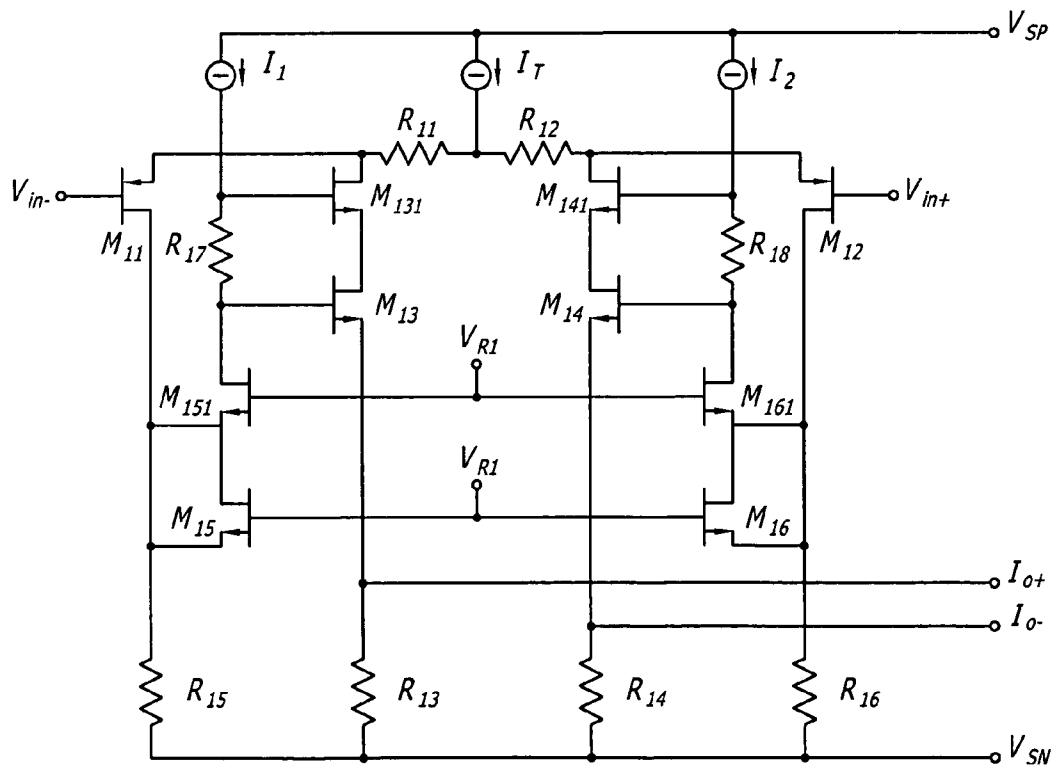 V_SP
I_1
I_T
I_2
R_11
R_12
V_in-
M_131
M_141
V_in+
M_11
R_17
R_18
M_12
M_13
M_14
V_R1
M_151
M_161
V_R1
M_15
M_16
I_o+
I_o-
R_15
R_13
R_14
R_16
V_SN